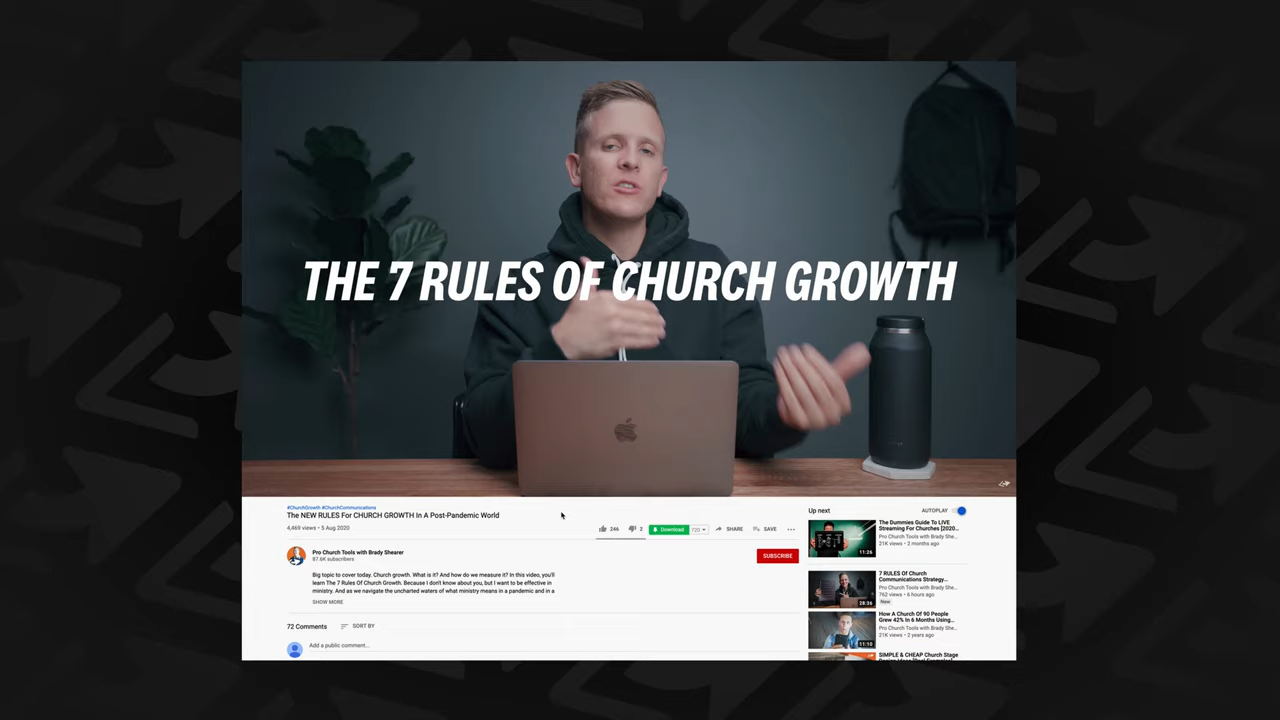 THE 7 RULES OF CHURCH GROWTH
#ChurchGrowth #ChurchCommunications
The NEW RULES For CHURCH GROWTH In A Post-Pandemic World
4,469 views • 5 Aug 2020
246
2
Download
720
SHARE
SAVE
Pro Church Tools with Brady Shearer
87.6K subscribers
SUBSCRIBE
Big topic to cover today. Church growth. What is it? And how do we measure it? In this video, you'll
learn The 7 Rules Of Church Growth. Because I don't know about you, but I want to be effective in
ministry. And as we navigate the uncharted waters of what ministry means in a pandemic and in a
SHOW MORE
72 Comments
SORT BY
Add a public comment...
Up next
AUTOPLAY
11:26
The Dummies Guide To LIVE
Streaming For Churches [2020...
Pro Church Tools with Brady She...
21K views • 2 months ago
28:36
7 RULES Of Church
Communications Strategy...
Pro Church Tools with Brady She...
762 views • 6 hours ago
New
11:10
How A Church Of 90 People
Grew 42% In 6 Months Using...
Pro Church Tools with Brady She...
21K views • 2 years ago
SIMPLE & CHEAP Church Stage